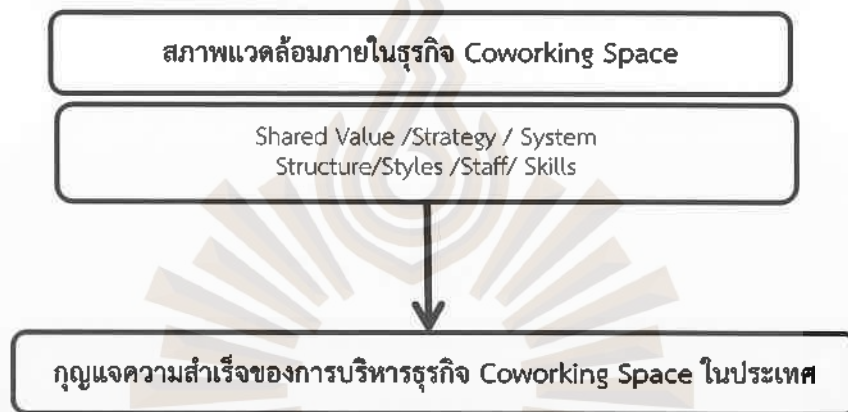 สภาพแวดล้อมภายในธุรกิจ Coworking Space
Shared Value /Strategy / System
Structure/Styles /Staff/ Skills
กุญแจความสำเร็จของการบริหารธุรกิจ Coworking Space ในประเทศ